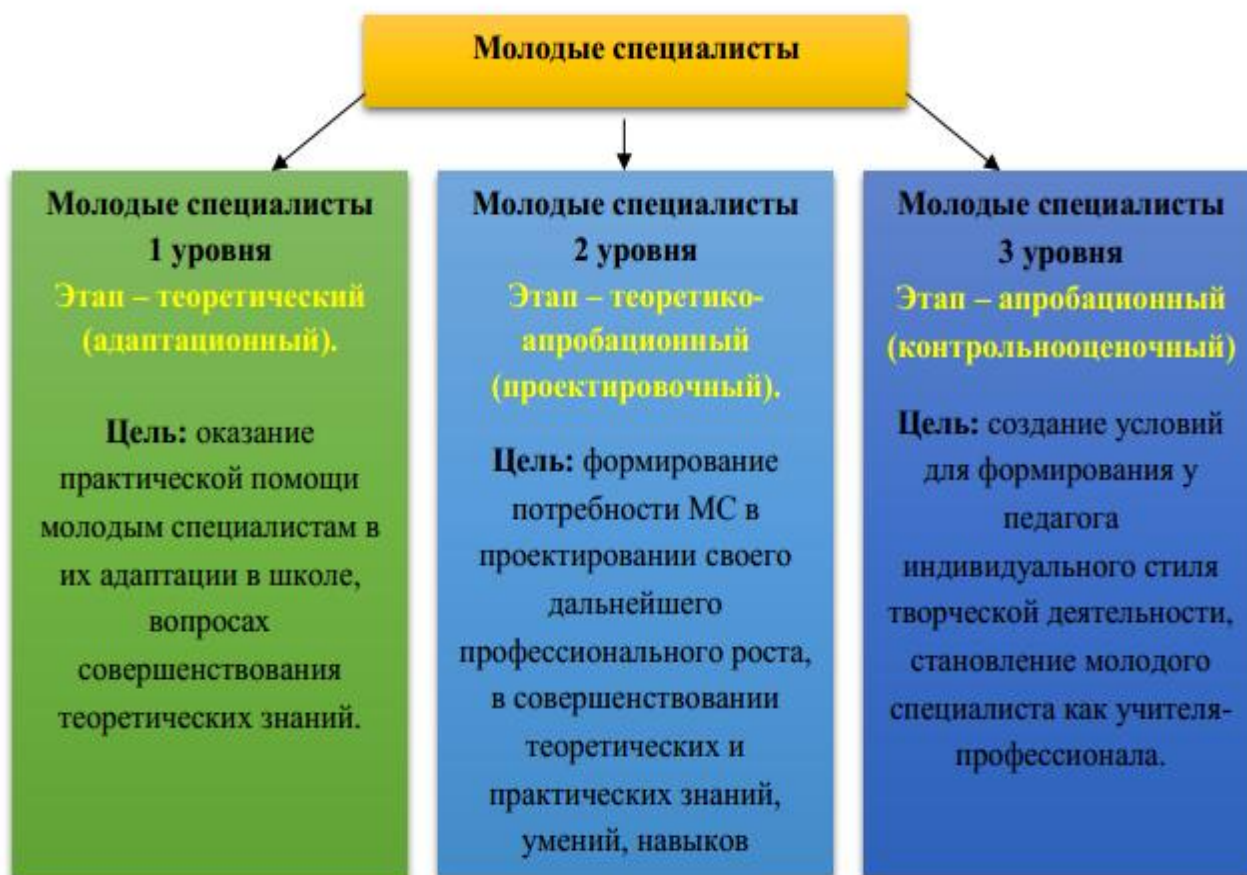 Молодые специалисты
Молодые специалисты
1 уровня
Этап – теоретический
(адаптационный).
Цель: оказание
практической помощи
молодым специалистам в
их адаптации в школе,
вопросах
совершенствования
теоретических знаний.
Молодые специалисты
2 уровня
Этап – теоретико-
апробационный
(проектировочный).
Цель: формирование
потребности МС в
проектировании своего
дальнейшего
профессионального роста,
в совершенствовании
теоретических и
практических знаний,
умений, навыков
Молодые специалисты
3 уровня
Этап – апробационный
(контрольнооценочный)
Цель: создание условий
для формирования у
педагога
индивидуального стиля
творческой деятельности,
становление молодого
специалиста как учителя-
профессионала.